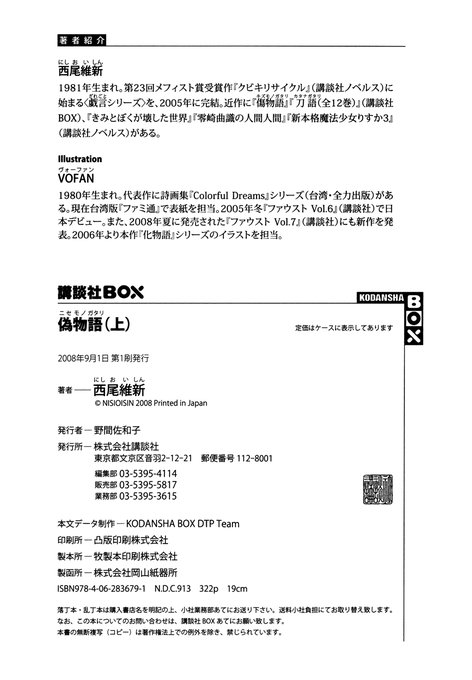 著者紹介
にしおいしん
西尾維新
1981年生まれ。第23回メフィスト賞受賞作『クビキリサイクル』(講談社ノベルス)に
ざれごと キズモノガタリ カタナガタリ
始まる〈戯言シリーズ〉を、2005年に完結。近作に『傷物語』『刀語(全12巻)』(講談社
BOX)、『きみとぼくが壊した世界』『零崎曲識の人間人間』『新本格魔法少女りすか3』
(講談社ノベルス)がある。
Illustration
ヴォーファン
VOFAN
1980年生まれ。代表作に詩画集『Colorful Dreams』シリーズ(台湾・全力出版)があ
る。現在台湾版『ファミ通』で表紙を担当。2005年冬『ファウスト Vol.6』(講談社)で日
本デビュー。また、2008年夏に発売された『ファウスト Vol.7』(講談社)にも新作を発
表。2006年より本作『化物語』シリーズのイラストを担当。
講談社BOX
KODANSHA BOX
ニセモノガタリ
偽物語(上)
定価はケースに表示してあります
2008年9月1日 第1刷発行
にしおいしん
著者──西尾維新
© NISIOISIN 2008 Printed in Japan
発行者─野間佐和子
発行所─株式会社講談社
東京都文京区音羽2-12-21 郵便番号 112-8001
編集部 03-5395-4114
販売部 03-5395-5817
業務部 03-5395-3615
本文データ制作─KODANSHA BOX DTP Team
印刷所─凸版印刷株式会社
製本所─牧製本印刷株式会社
製函所─株式会社岡山紙器所
ISBN978-4-06-283679-1 N.D.C.913 322p 19cm
落丁本・乱丁本は購入書店名を明記の上、小社業務部あてにお送り下さい。送料小社負担にてお取り替え致します。
なお、この本についてのお問い合わせは、講談社 BOX あてにお願い致します。
本書の無断複写(コピー)は著作権法上での例外を除き、禁じられています。